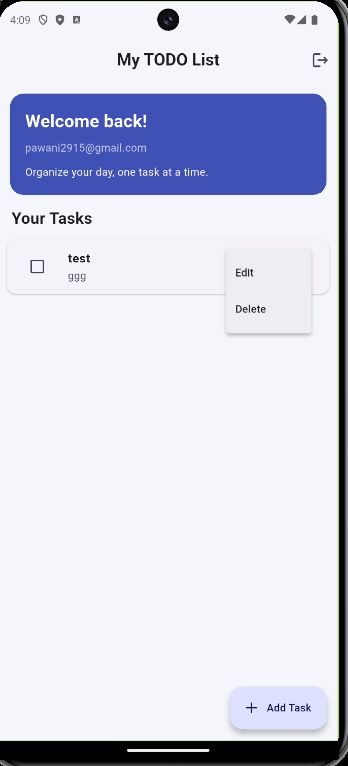 4:09
My TODO List
Welcome back!
pawani2915@gmail.com
Organize your day, one task at a time.
Your Tasks
test
ggg
Edit
Delete
Add Task